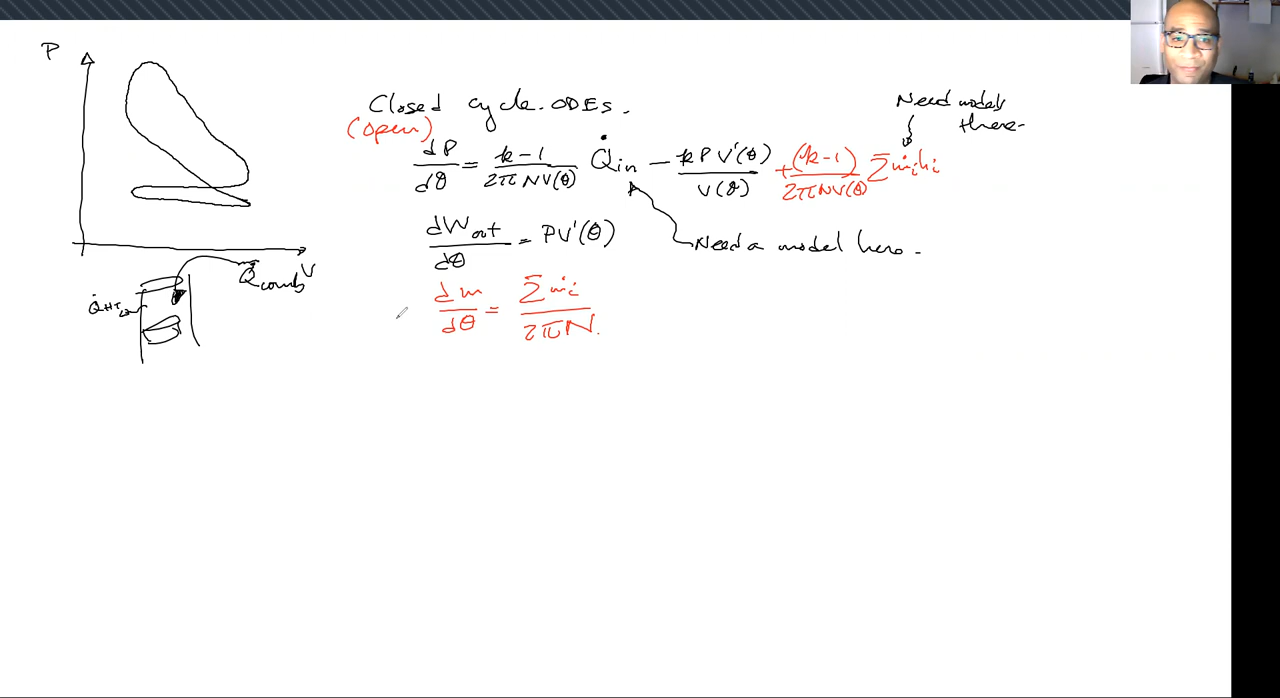 P
Closed cycle ODEs.
(open)
Need models there
dP/dθ = (k-1)/(2πNV(θ)) Q̇in - kPV'(θ)/V(θ) + (k-1)/(2πNV(θ)) Σṁihi
dWout/dθ = PV'(θ)
Need a model here.
V
Q̇comb
Q̇HT
dm/dθ = Σṁi/(2πN)